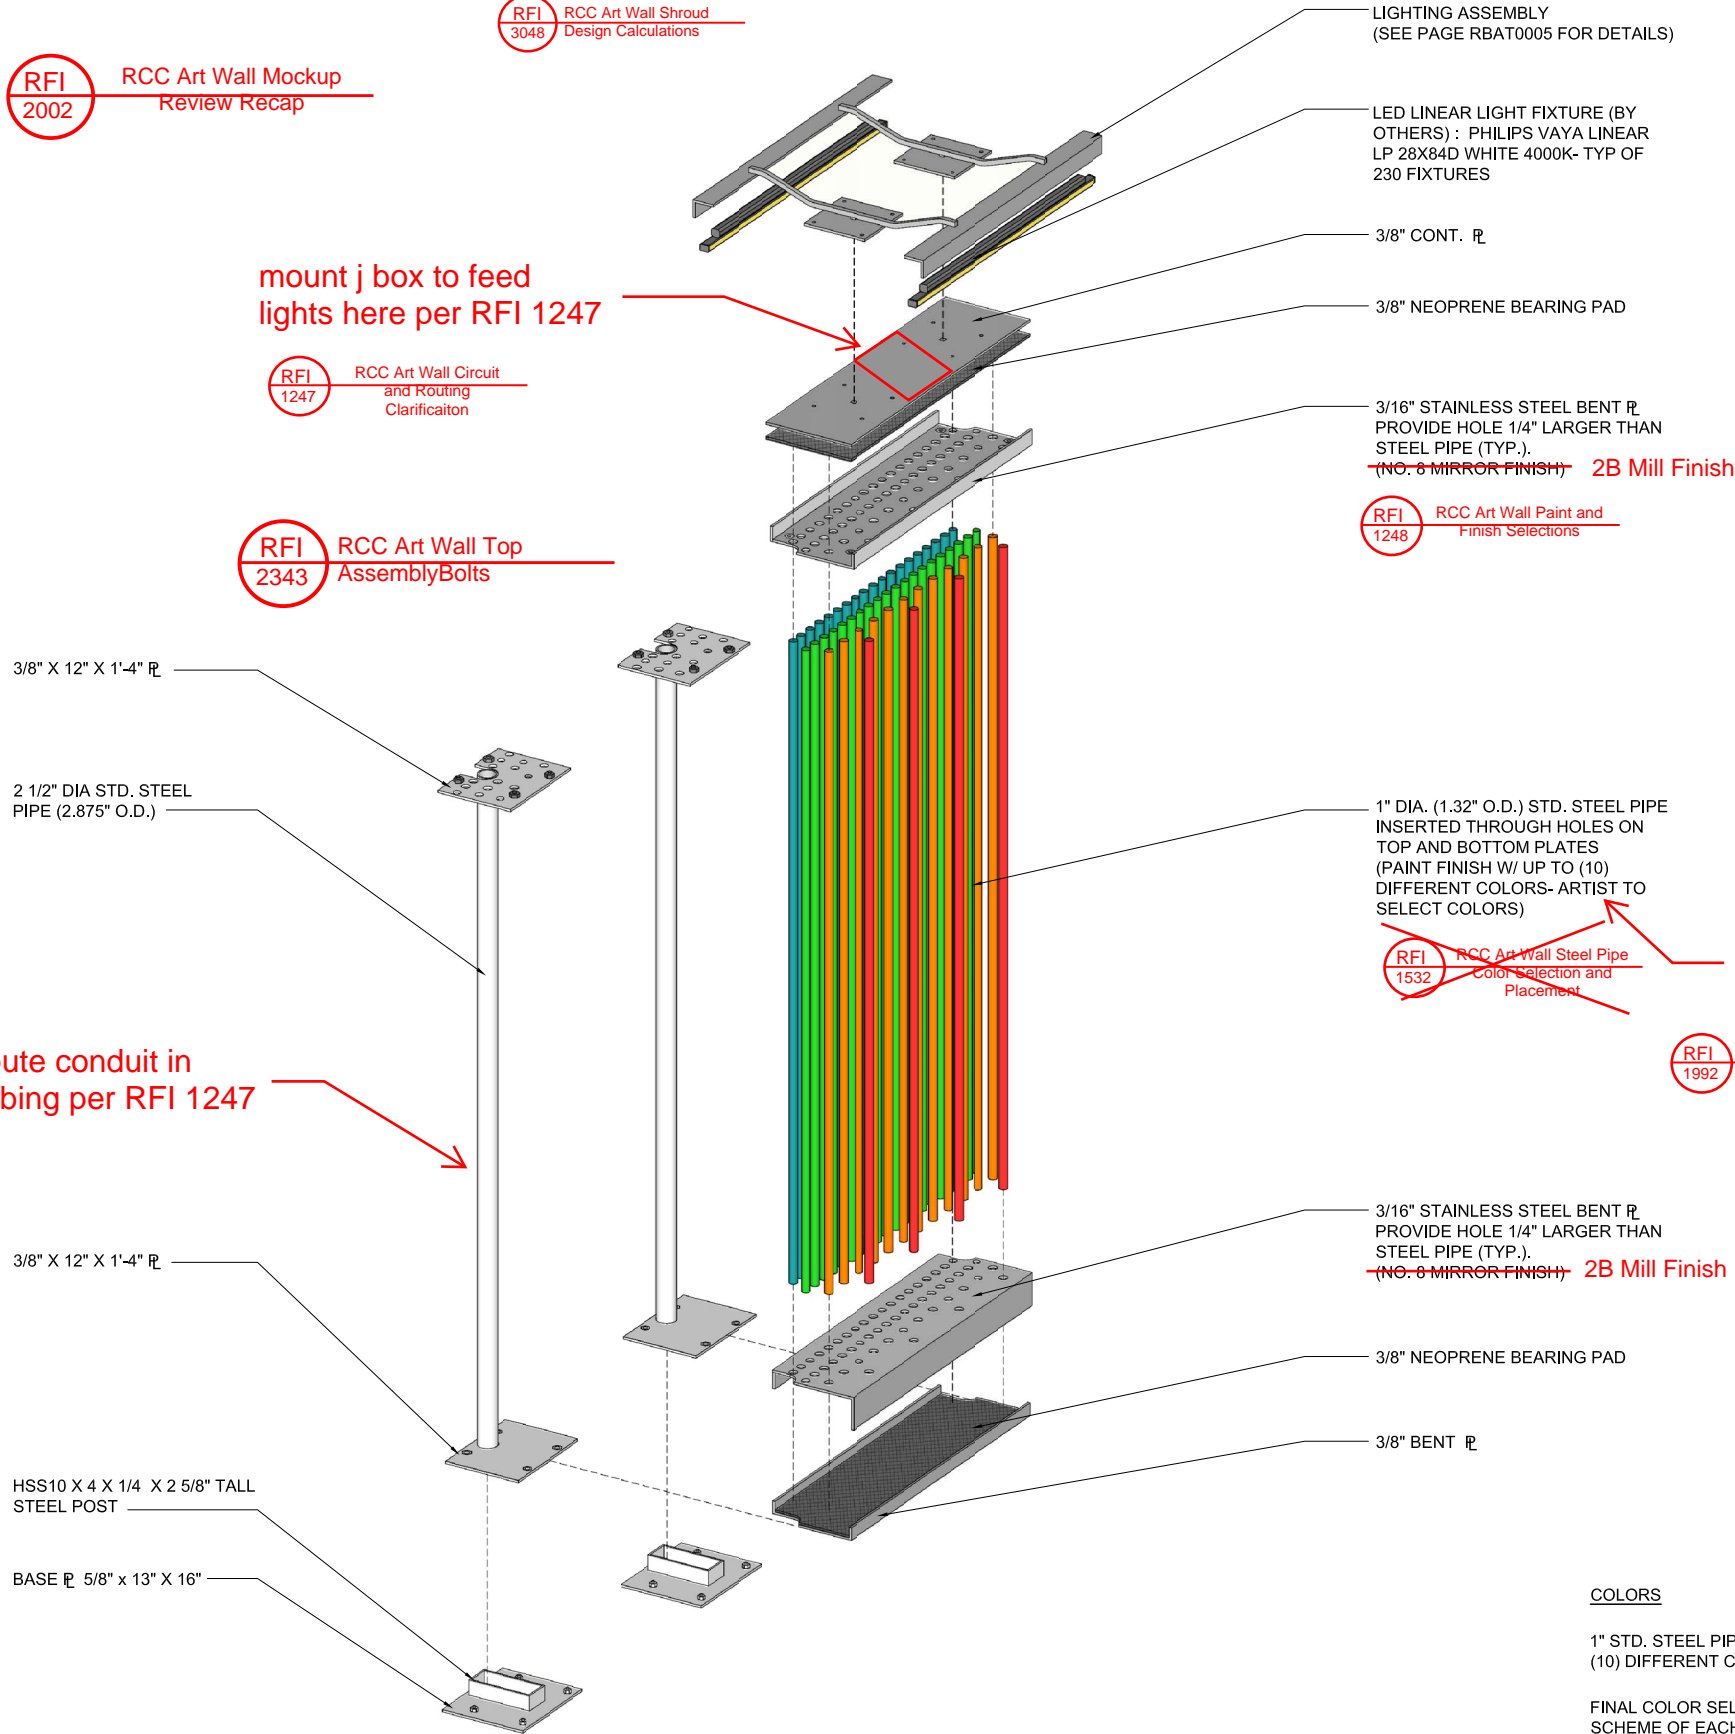 RFI
3048
RCC Art Wall Shroud
Design Calculations
LIGHTING ASSEMBLY
(SEE PAGE RBAT0005 FOR DETAILS)
RFI
2002
RCC Art Wall Mockup
Review Recap
LED LINEAR LIGHT FIXTURE (BY
OTHERS) : PHILIPS VAYA LINEAR
LP 28X84D WHITE 4000K- TYP OF
230 FIXTURES
3/8" CONT. PL
mount j box to feed
lights here per RFI 1247
3/8" NEOPRENE BEARING PAD
RFI
1247
RCC Art Wall Circuit
and Routing
Clarificaiton
3/16" STAINLESS STEEL BENT PL
PROVIDE HOLE 1/4" LARGER THAN
STEEL PIPE (TYP.).
(NO. 8 MIRROR FINISH) 2B Mill Finish
RFI
1248
RCC Art Wall Paint and
Finish Selections
RFI
2343
RCC Art Wall Top
AssemblyBolts
3/8" X 12" X 1'-4" PL
2 1/2" DIA STD. STEEL
PIPE (2.875" O.D.)
1" DIA. (1.32" O.D.) STD. STEEL PIPE
INSERTED THROUGH HOLES ON
TOP AND BOTTOM PLATES
(PAINT FINISH W/ UP TO (10)
DIFFERENT COLORS- ARTIST TO
SELECT COLORS)
RFI
1532
RCC Art Wall Steel Pipe
Color Selection and
Placement
RFI
1992
oute conduit in
bing per RFI 1247
3/8" X 12" X 1'-4" PL
3/16" STAINLESS STEEL BENT PL
PROVIDE HOLE 1/4" LARGER THAN
STEEL PIPE (TYP.).
(NO. 8 MIRROR FINISH) 2B Mill Finish
3/8" NEOPRENE BEARING PAD
3/8" BENT PL
HSS10 X 4 X 1/4 X 2 5/8" TALL
STEEL POST
BASE PL 5/8" x 13" X 16"
COLORS
1" STD. STEEL PIP
(10) DIFFERENT C
FINAL COLOR SEL
SCHEME OF EACH